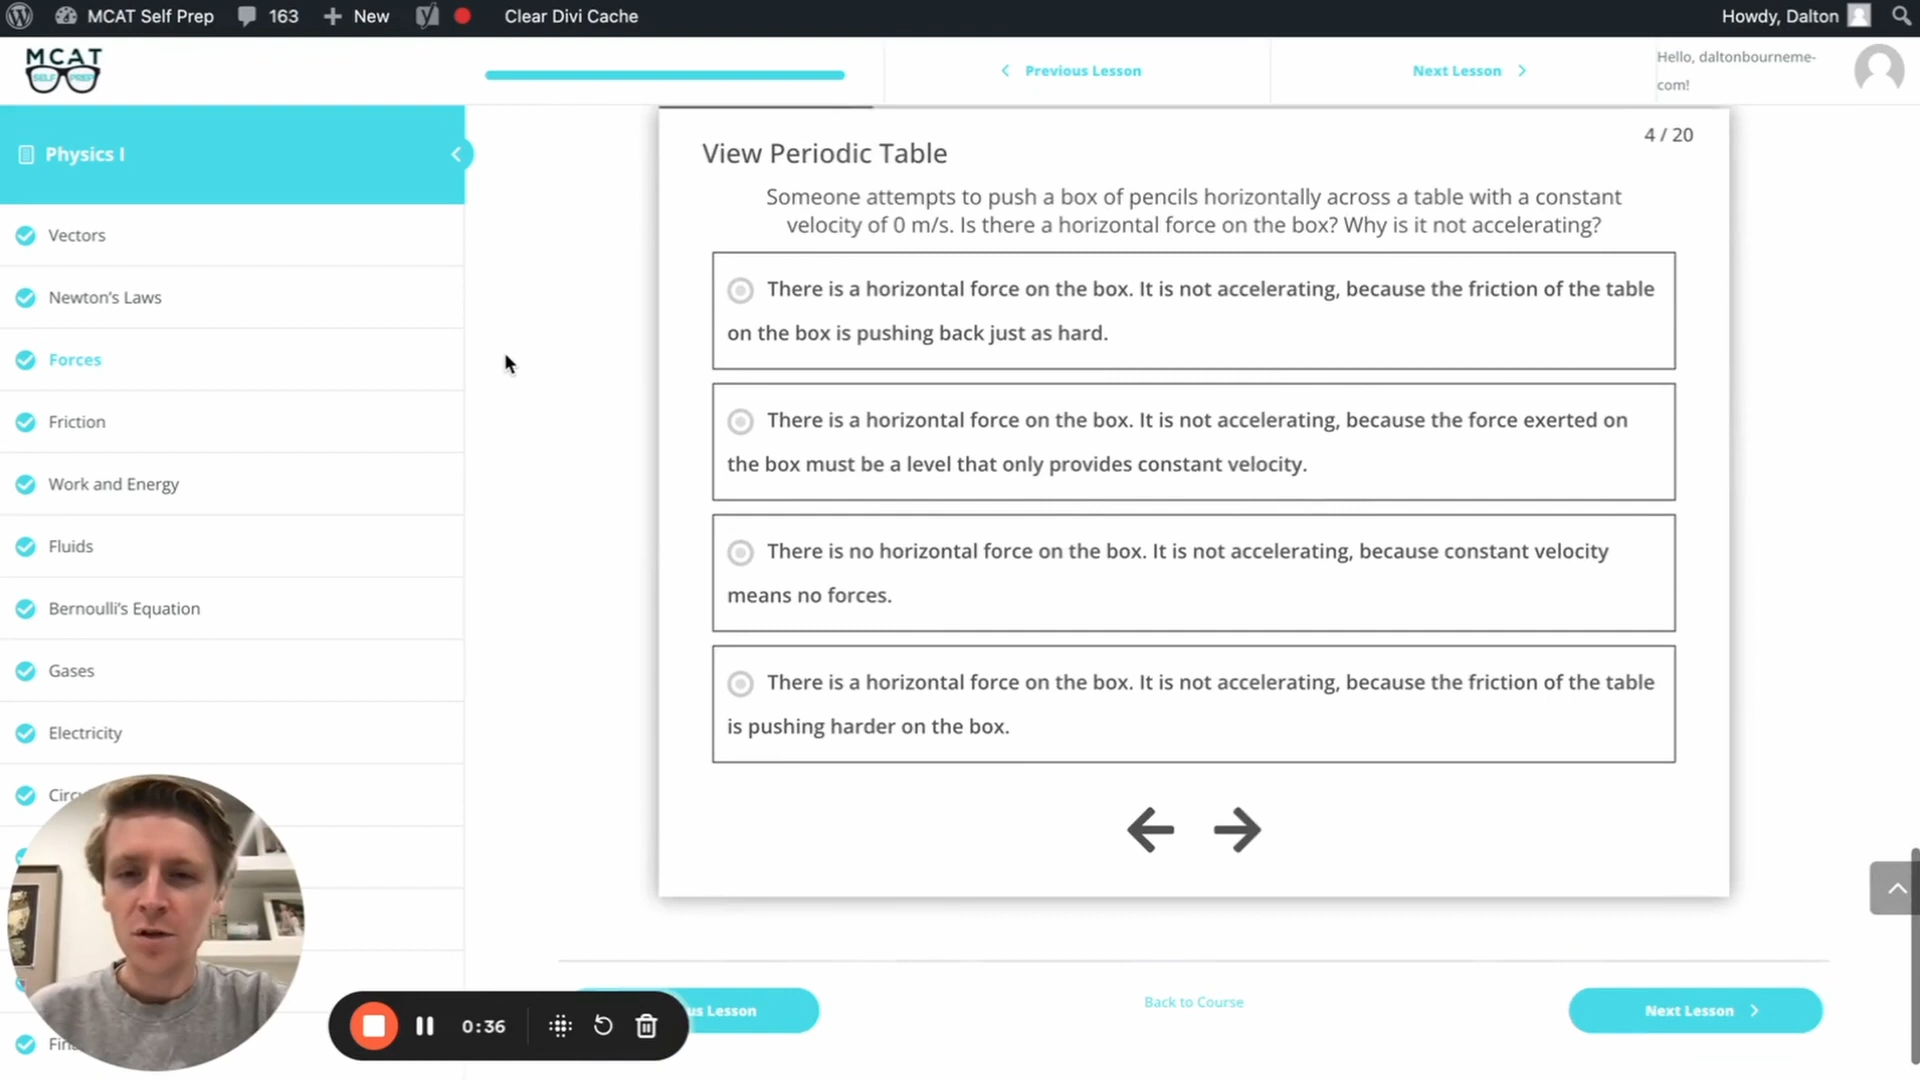 MCAT Self Prep
163
New
Clear Divi Cache
Howdy, Dalton
MCAT
SELF PREP
Previous Lesson
Next Lesson
Hello, daltonbourneme-
com!
Physics I
Vectors
Newton's Laws
Forces
Friction
Work and Energy
Fluids
Bernoulli's Equation
Gases
Electricity
4 / 20
View Periodic Table
Someone attempts to push a box of pencils horizontally across a table with a constant
velocity of 0 m/s. Is there a horizontal force on the box? Why is it not accelerating?
There is a horizontal force on the box. It is not accelerating, because the friction of the table
on the box is pushing back just as hard.
There is a horizontal force on the box. It is not accelerating, because the force exerted on
the box must be a level that only provides constant velocity.
There is no horizontal force on the box. It is not accelerating, because constant velocity
means no forces.
There is a horizontal force on the box. It is not accelerating, because the friction of the table
is pushing harder on the box.
0:36
Lesson
Back to Course
Next Lesson